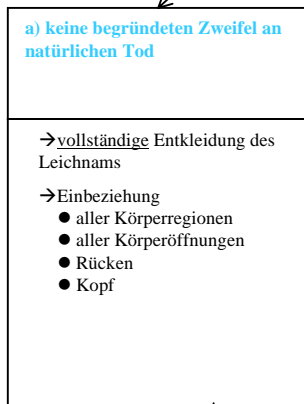 a) keine begründeten Zweifel an
natürlichen Tod
→vollständige Entkleidung des
Leichnams
→Einbeziehung
● aller Körperregionen
● aller Körperöffnungen
● Rücken
● Kopf